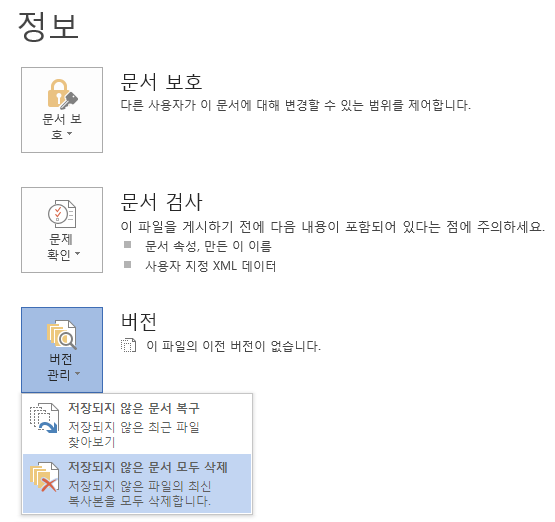 정보
문서 보호
다른 사용자가 이 문서에 대해 변경할 수 있는 범위를 제어합니다.
문서 보
호
문서 검사
이 파일을 게시하기 전에 다음 내용이 포함되어 있다는 점에 주의하세요.
문서 속성, 만든 이 이름
사용자 지정 XML 데이터
문제
확인
버전
이 파일의 이전 버전이 없습니다.
버전
관리
저장되지 않은 문서 복구
저장되지 않은 최근 파일
찾아보기
저장되지 않은 문서 모두 삭제
저장되지 않은 파일의 최신
복사본을 모두 삭제합니다.